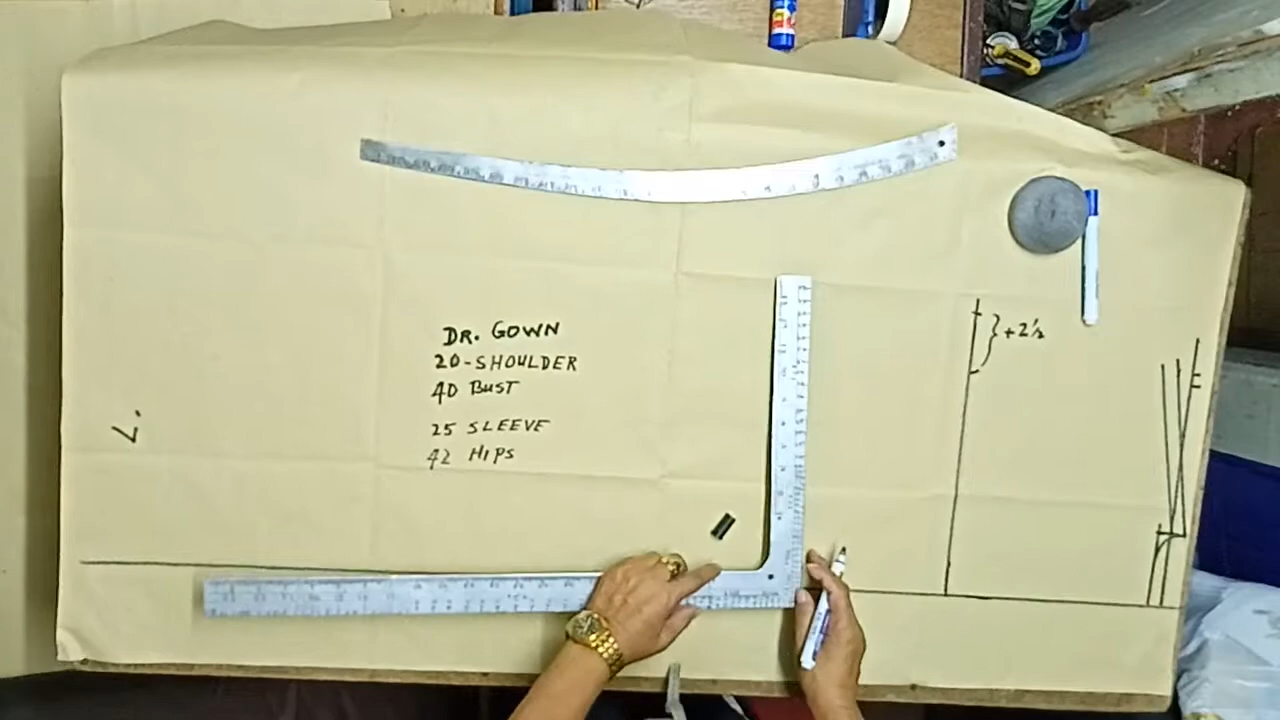 DR. GOWN
20-SHOULDER
40 BUST
25 SLEEVE
42 HIPS
+2½
L.